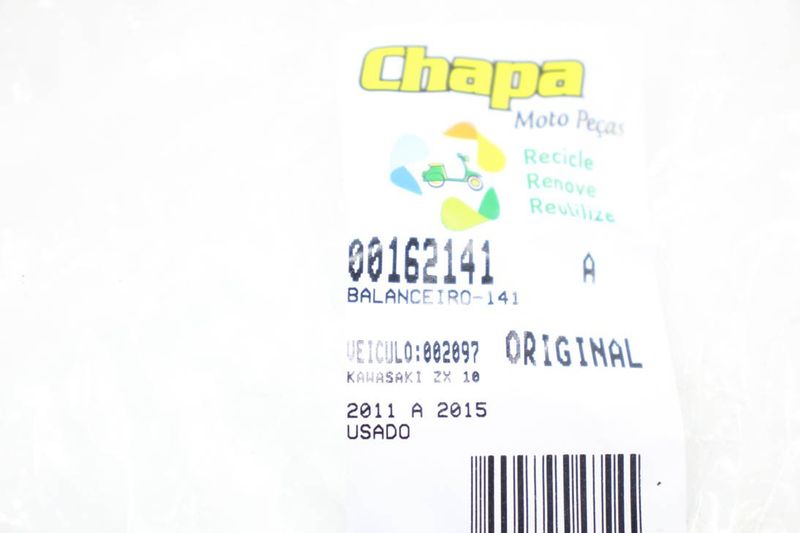 Chapa
Moto Peças
Recicle
Renove
Reutilize
00162141 A
BALANCEIRO-141
VEICULO:002097 ORIGINAL
KAWASAKI ZX 10
2011 A 2015
USADO